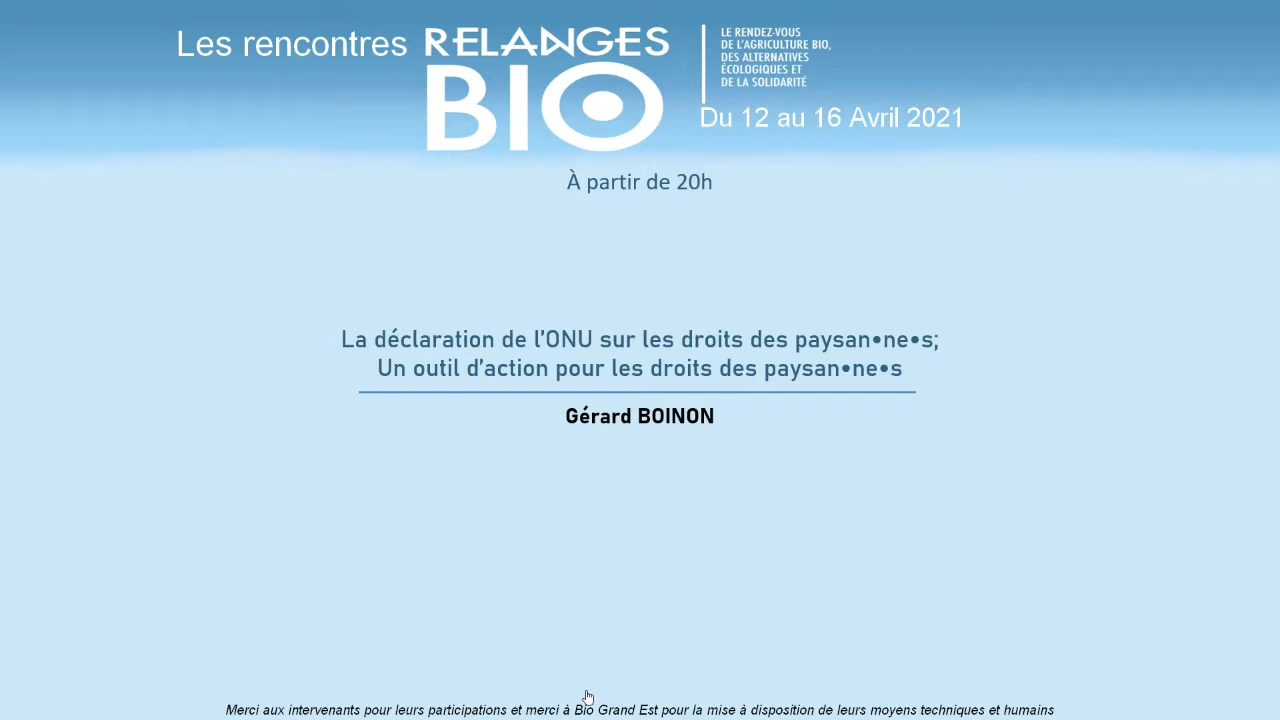 Les rencontres RELANGES
BIO
LE RENDEZ-VOUS
DE L'AGRICULTURE BIO,
DES ALTERNATIVES
ÉCOLOGIQUES ET
DE LA SOLIDARITÉ
Du 12 au 16 Avril 2021
À partir de 20h
La déclaration de l'ONU sur les droits des paysan•ne•s;
Un outil d'action pour les droits des paysan•ne•s
Gérard BOINON
Merci aux intervenants pour leurs participations et merci à Bio Grand Est pour la mise à disposition de leurs moyens techniques et humains